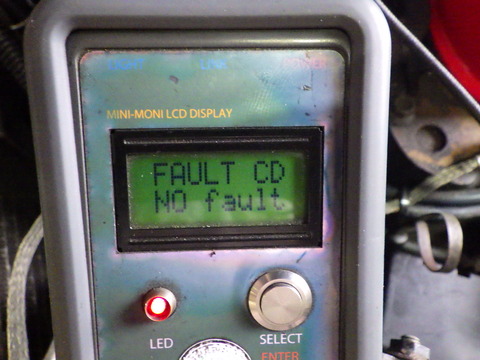 MINI-MONI LCD DISPLAY
FAULT CD
NO fault
LED
SELECT
ENTER